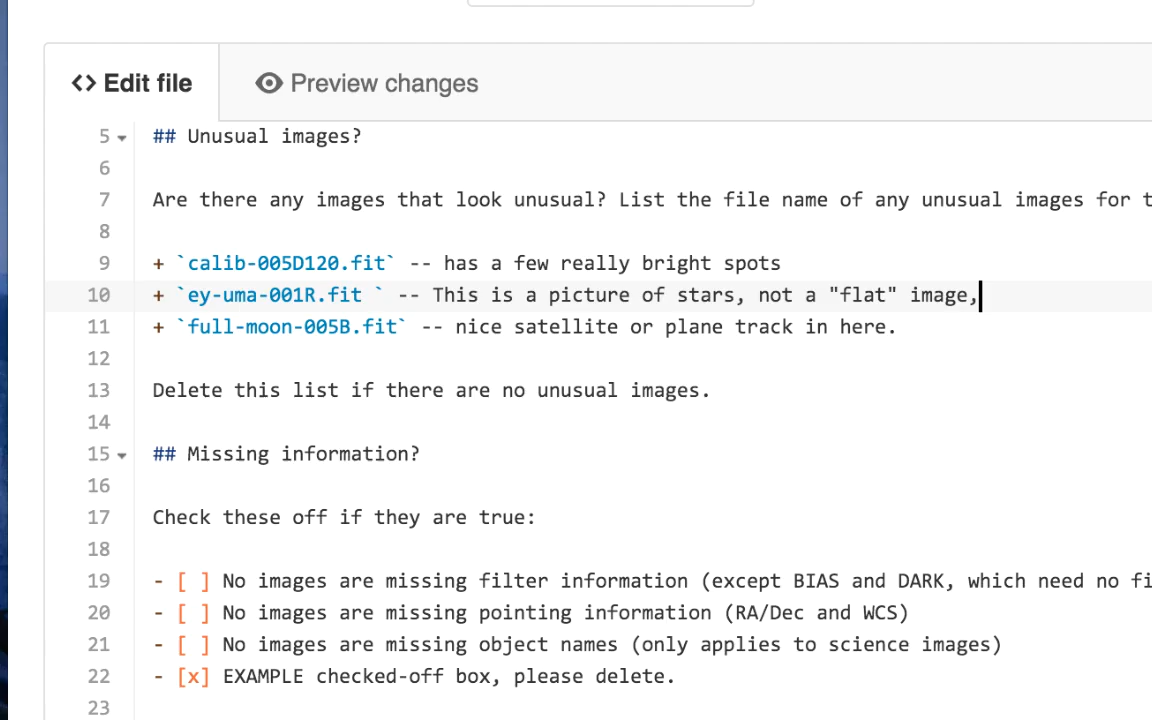 <> Edit file
Preview changes
5 ## Unusual images?
6
7 Are there any images that look unusual? List the file name of any unusual images for t
8
9 + `calib-005D120.fit` -- has a few really bright spots
10 + `ey-uma-001R.fit ` -- This is a picture of stars, not a "flat" image,
11 + `full-moon-005B.fit` -- nice satellite or plane track in here.
12
13 Delete this list if there are no unusual images.
14
15 ## Missing information?
16
17 Check these off if they are true:
18
19 - [ ] No images are missing filter information (except BIAS and DARK, which need no fi
20 - [ ] No images are missing pointing information (RA/Dec and WCS)
21 - [ ] No images are missing object names (only applies to science images)
22 - [x] EXAMPLE checked-off box, please delete.
23